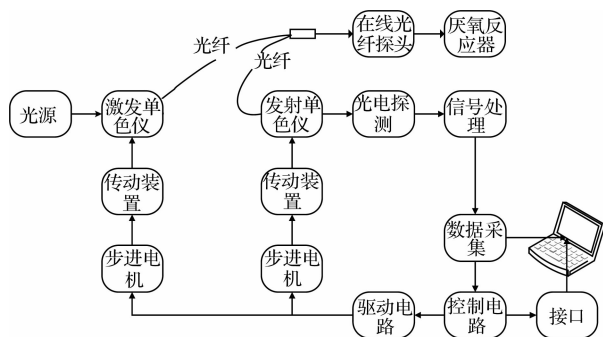 光纤
在线光
纤探头
厌氧反
应器
光纤
光源
激发单
色仪
发射单
色仪
光电探
测
信号处
理
传动装
置
传动装
置
数据采
集
步进电
机
步进电
机
驱动电
路
控制电
路
接口